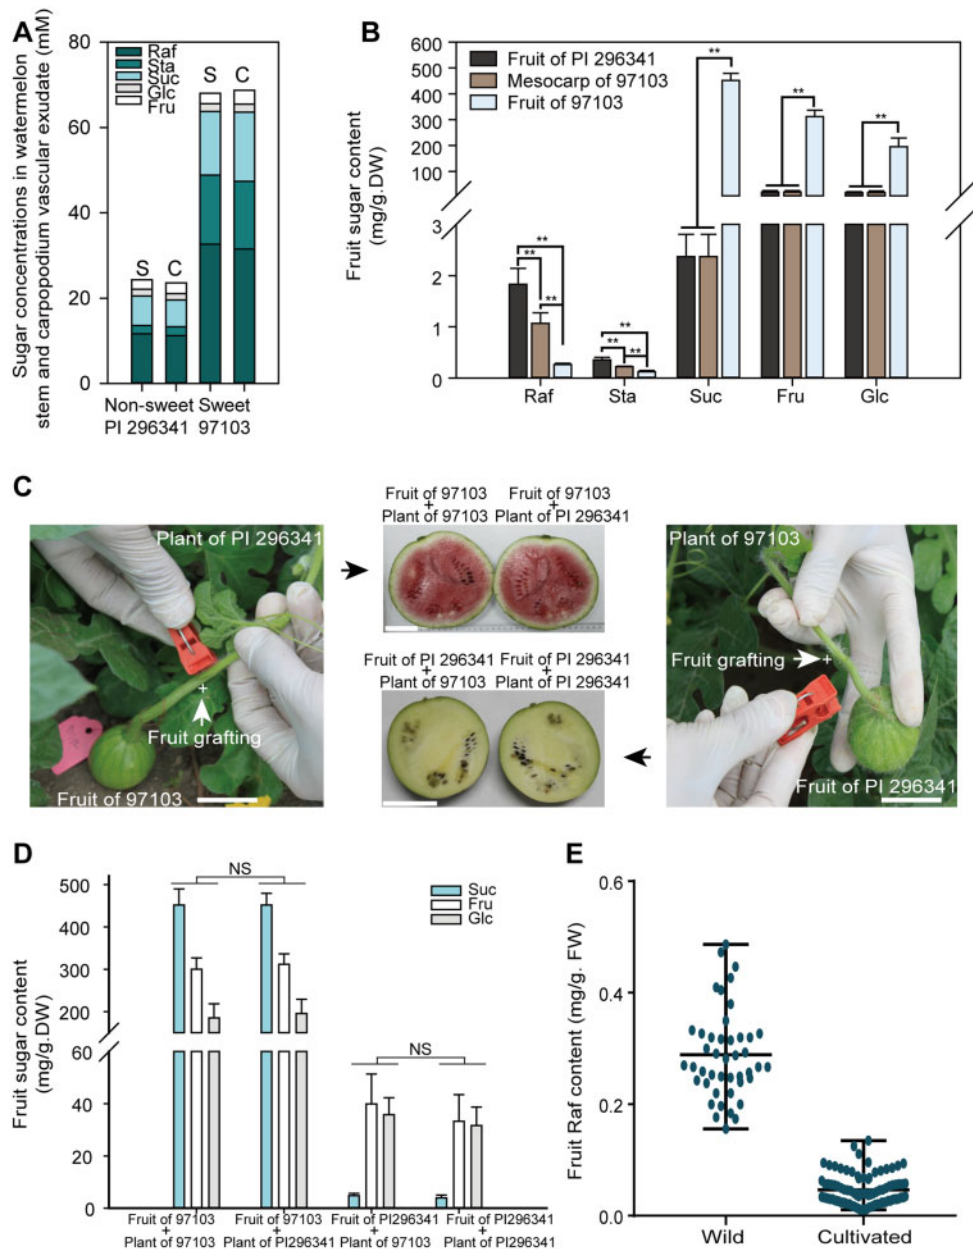 A
Sugar concentrations in watermelon
stem and carpopodium vascular exudate (mM)
80
60
40
20
0
Raf
Sta
Suc
Glc
Fru
S C
S C
Non-sweet Sweet
PI 296341 97103
B
Fruit sugar content
(mg/g.DW)
600
500
400
300
200
100
3
2
1
0
Fruit of PI 296341
Mesocarp of 97103
Fruit of 97103
** ** **
** ** **
** ** **
Raf Sta Suc Fru Glc
C
Plant of PI 296341
Fruit grafting
Fruit of 97103
Fruit of 97103 Fruit of 97103
+ +
Plant of 97103 Plant of PI 296341
Fruit of PI 296341 Fruit of PI 296341
+ +
Plant of 97103 Plant of PI 296341
Plant of 97103
Fruit grafting
Fruit of PI 296341
D
Fruit sugar content
(mg/g.DW)
500
400
300
200
60
40
20
0
NS
NS
Suc
Fru
Glc
Fruit of 97103 Fruit of 97103 Fruit of PI296341 Fruit of PI296341
+ + + +
Plant of 97103 Plant of PI296341 Plant of 97103 Plant of PI296341
E
Fruit Raf content (mg/g. FW)
0.6
0.4
0.2
0.0
Wild Cultivated